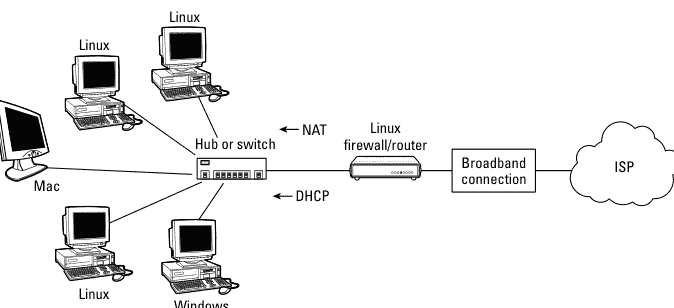 Linux
Linux
NAT
Linux
firewall/router
Hub or switch
Broadband
connection
ISP
Mac
DHCP
Linux
Windows